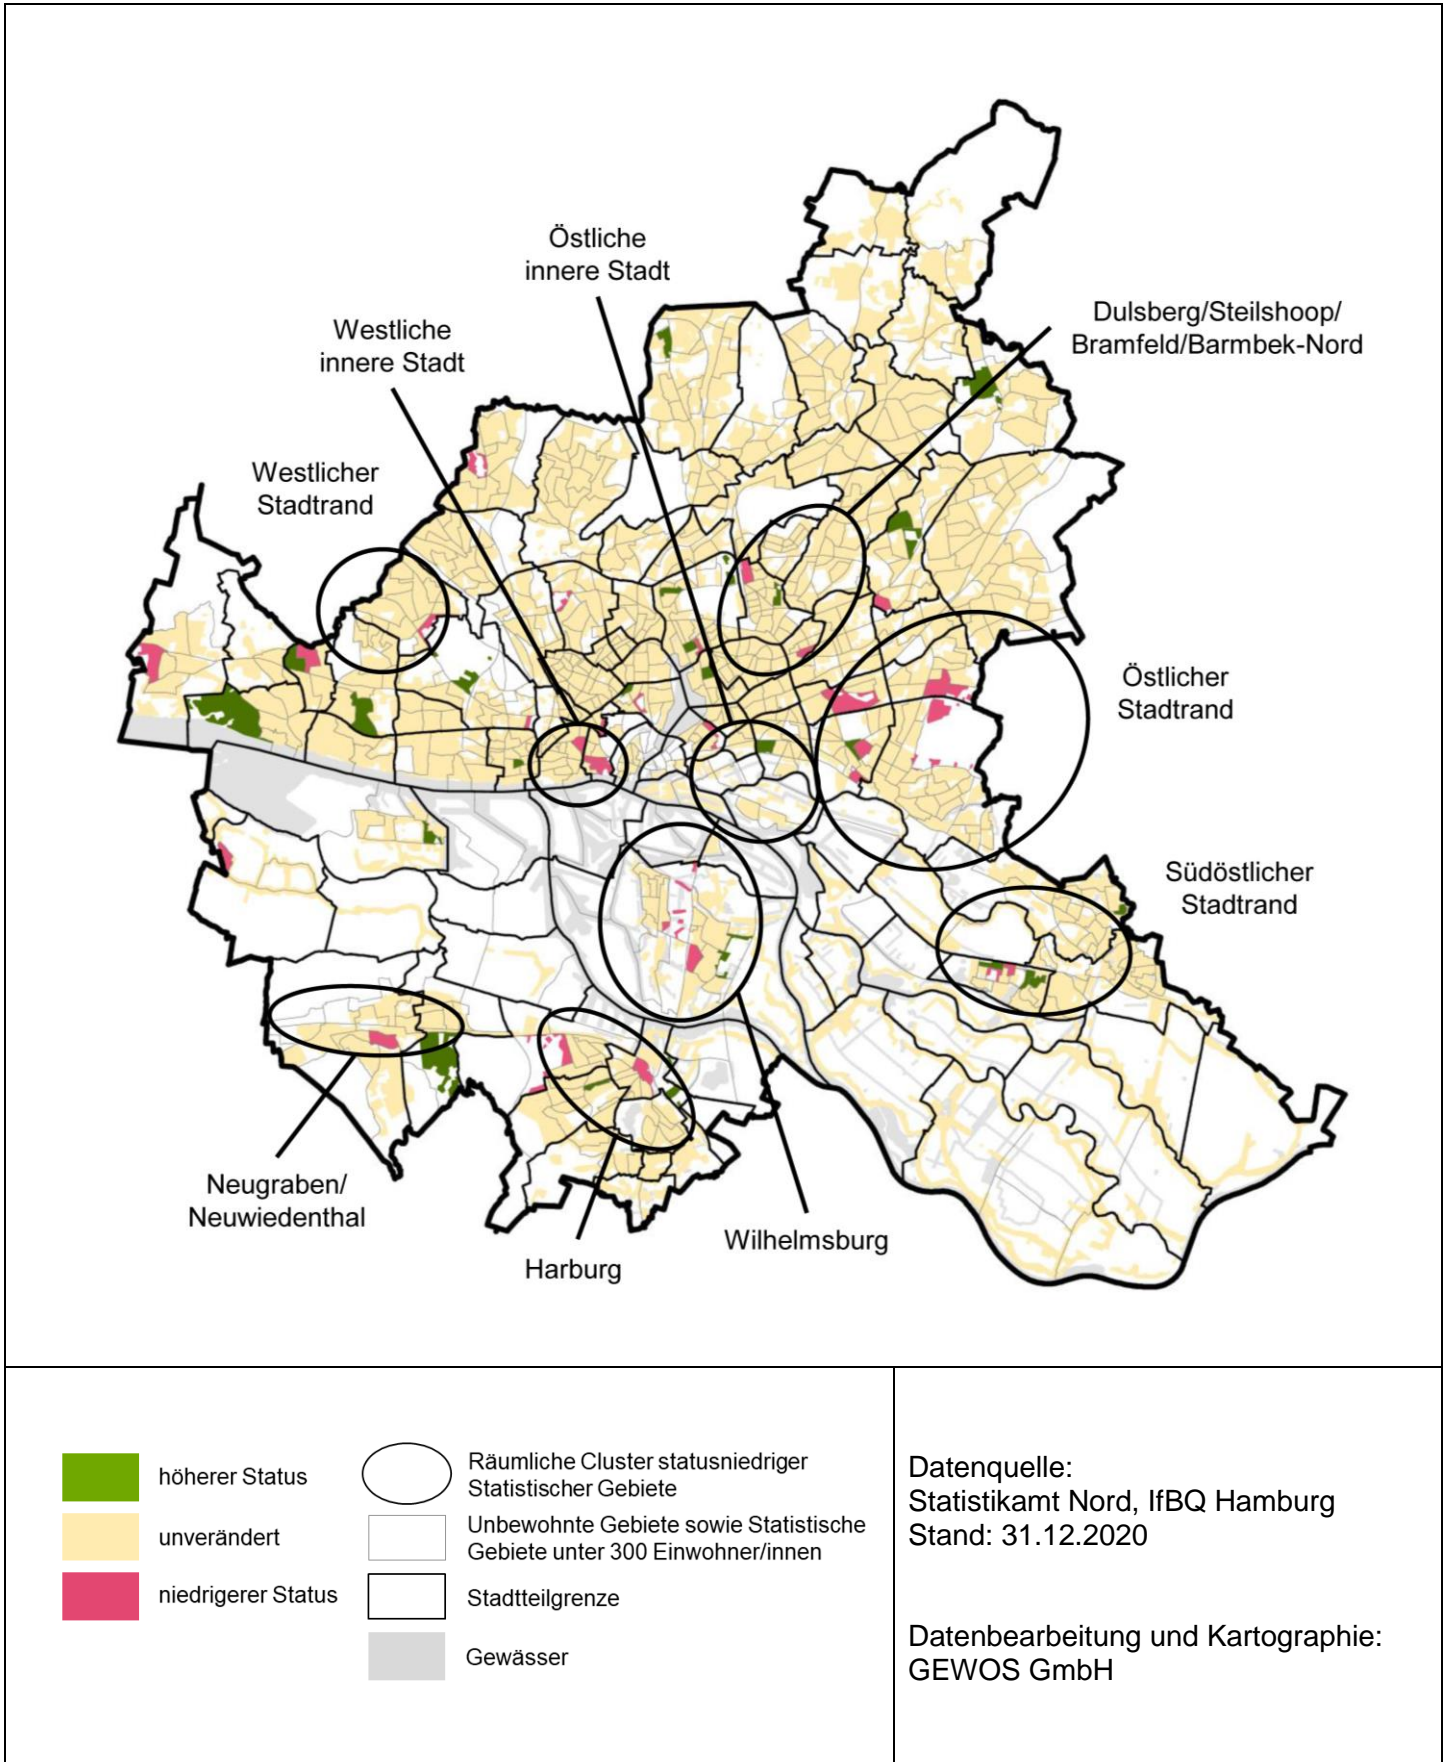 Östliche
innere Stadt
Westliche
innere Stadt
Dulsberg/Steilshoop/
Bramfeld/Barmbek-Nord
Westlicher
Stadtrand
Östlicher
Stadtrand
Südöstlicher
Stadtrand
Neugraben/
Neuwiedenthal
Harburg
Wilhelmsburg
höherer Status
unverändert
niedrigerer Status
Räumliche Cluster statusniedriger
Statistischer Gebiete
Unbewohnte Gebiete sowie Statistische
Gebiete unter 300 Einwohner/innen
Stadtteilgrenze
Gewässer
Datenquelle:
Statistikamt Nord, IfBQ Hamburg
Stand: 31.12.2020
Datenbearbeitung und Kartographie:
GEWOS GmbH